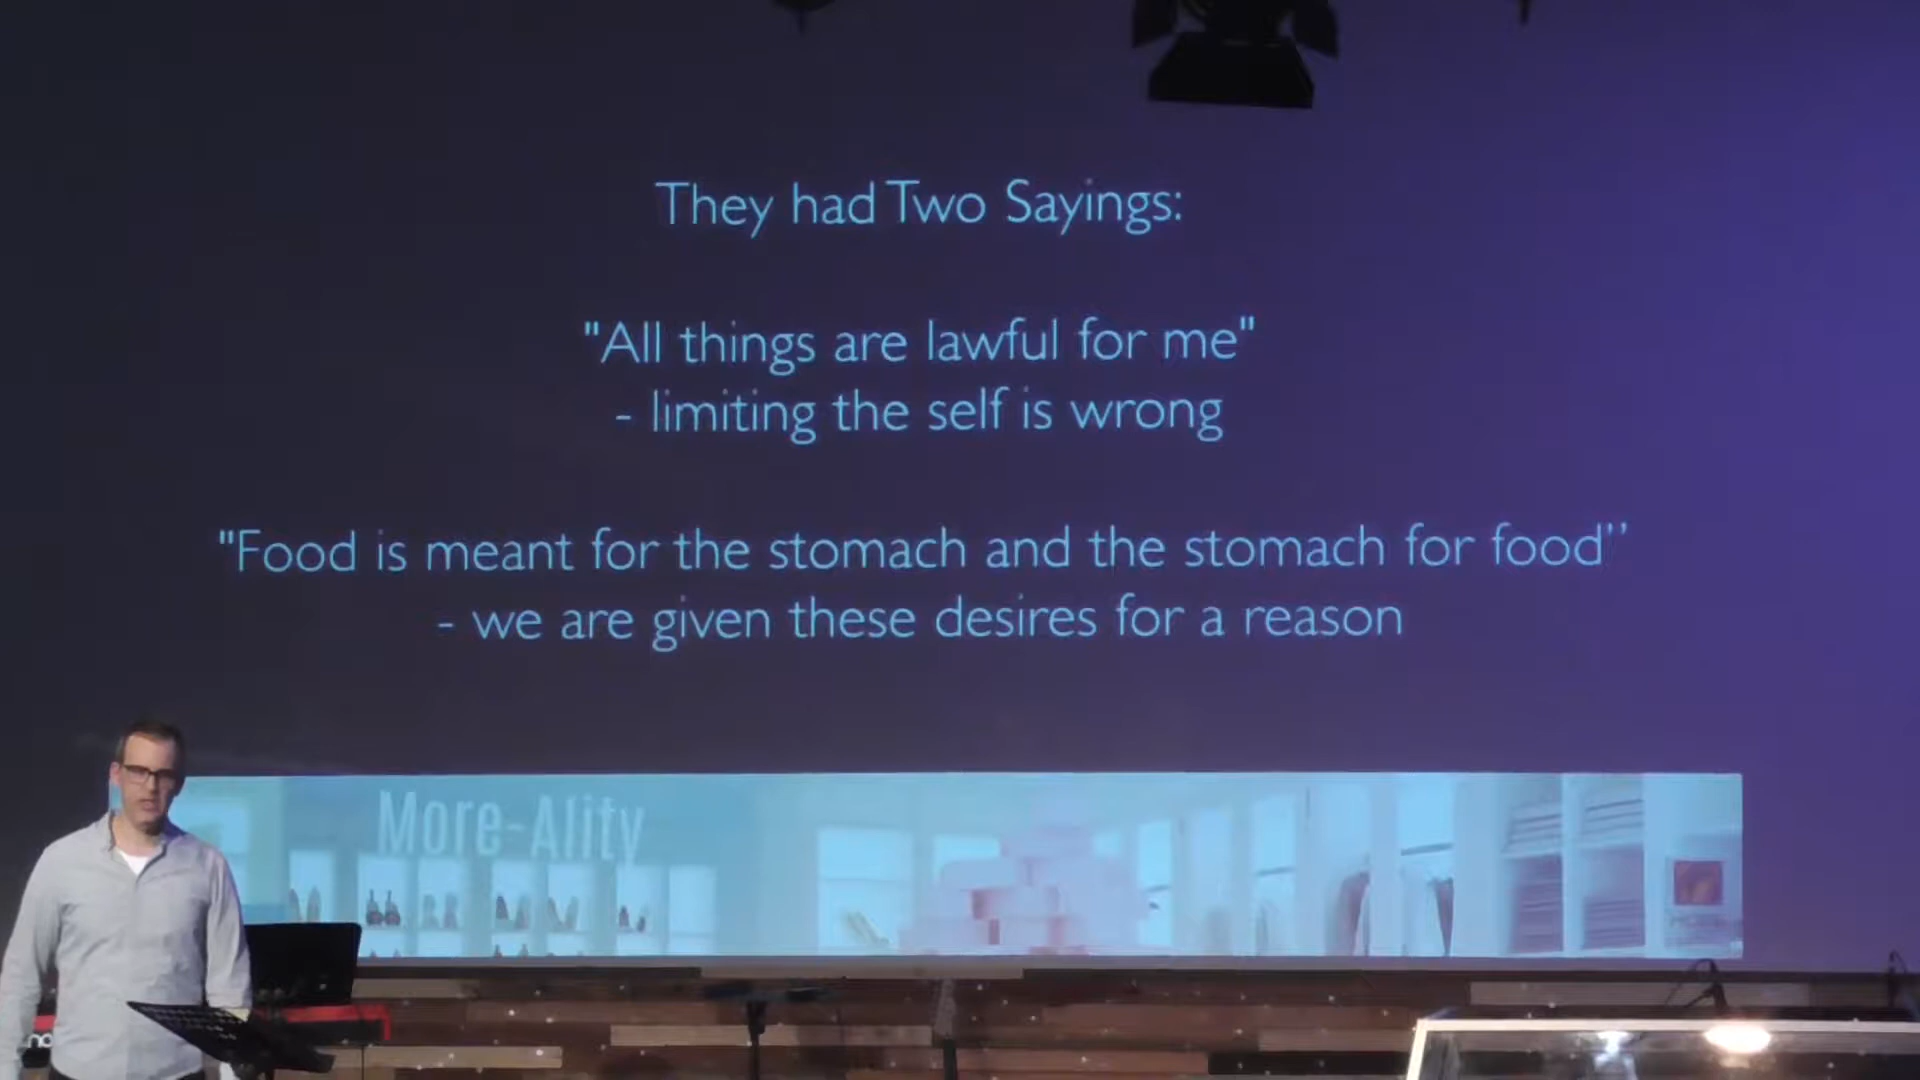 They had Two Sayings:
"All things are lawful for me"
- limiting the self is wrong
"Food is meant for the stomach and the stomach for food''
- we are given these desires for a reason
More-Ality